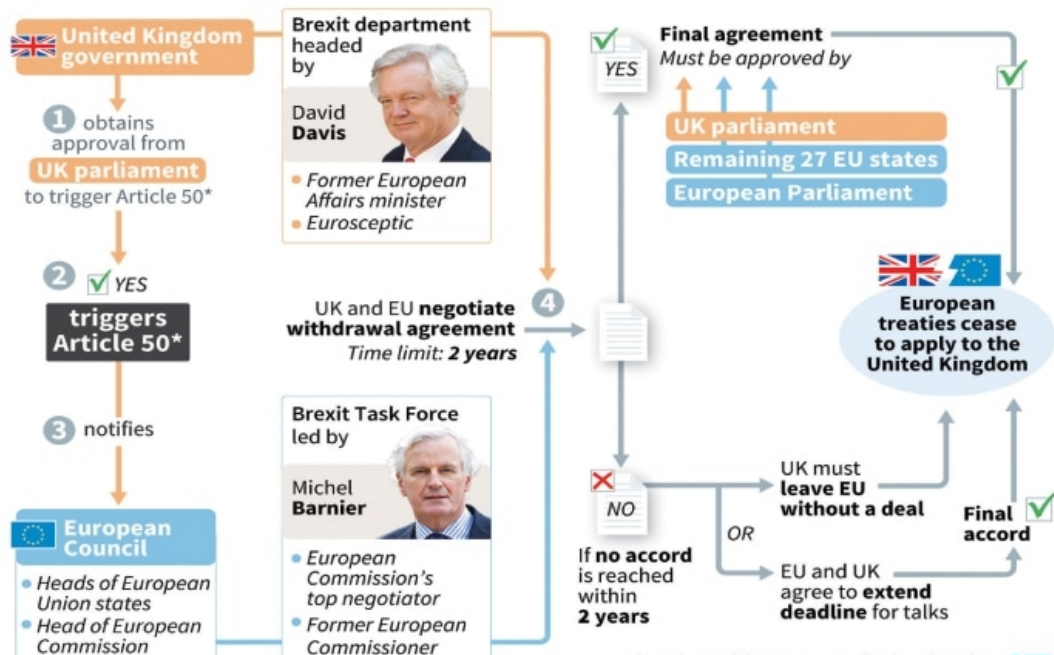 United Kingdom
government
1 obtains
approval from
UK parliament
to trigger Article 50*
2 YES
triggers
Article 50*
3 notifies
European
Council
• Heads of European
Union states
• Head of European
Commission
Brexit department
headed
by
David
Davis
• Former European
Affairs minister
• Eurosceptic
UK and EU negotiate 4
withdrawal agreement
Time limit: 2 years
Brexit Task Force
led by
Michel
Barnier
• European
Commission's
top negotiator
• Former European
Commissioner
YES
Final agreement
Must be approved by
UK parliament
Remaining 27 EU states
European Parliament
European
treaties cease
to apply to the
United Kingdom
NO
If no accord
is reached
within
2 years
UK must
leave EU
without a deal
OR
EU and UK
agree to extend
deadline for talks
Final
accord